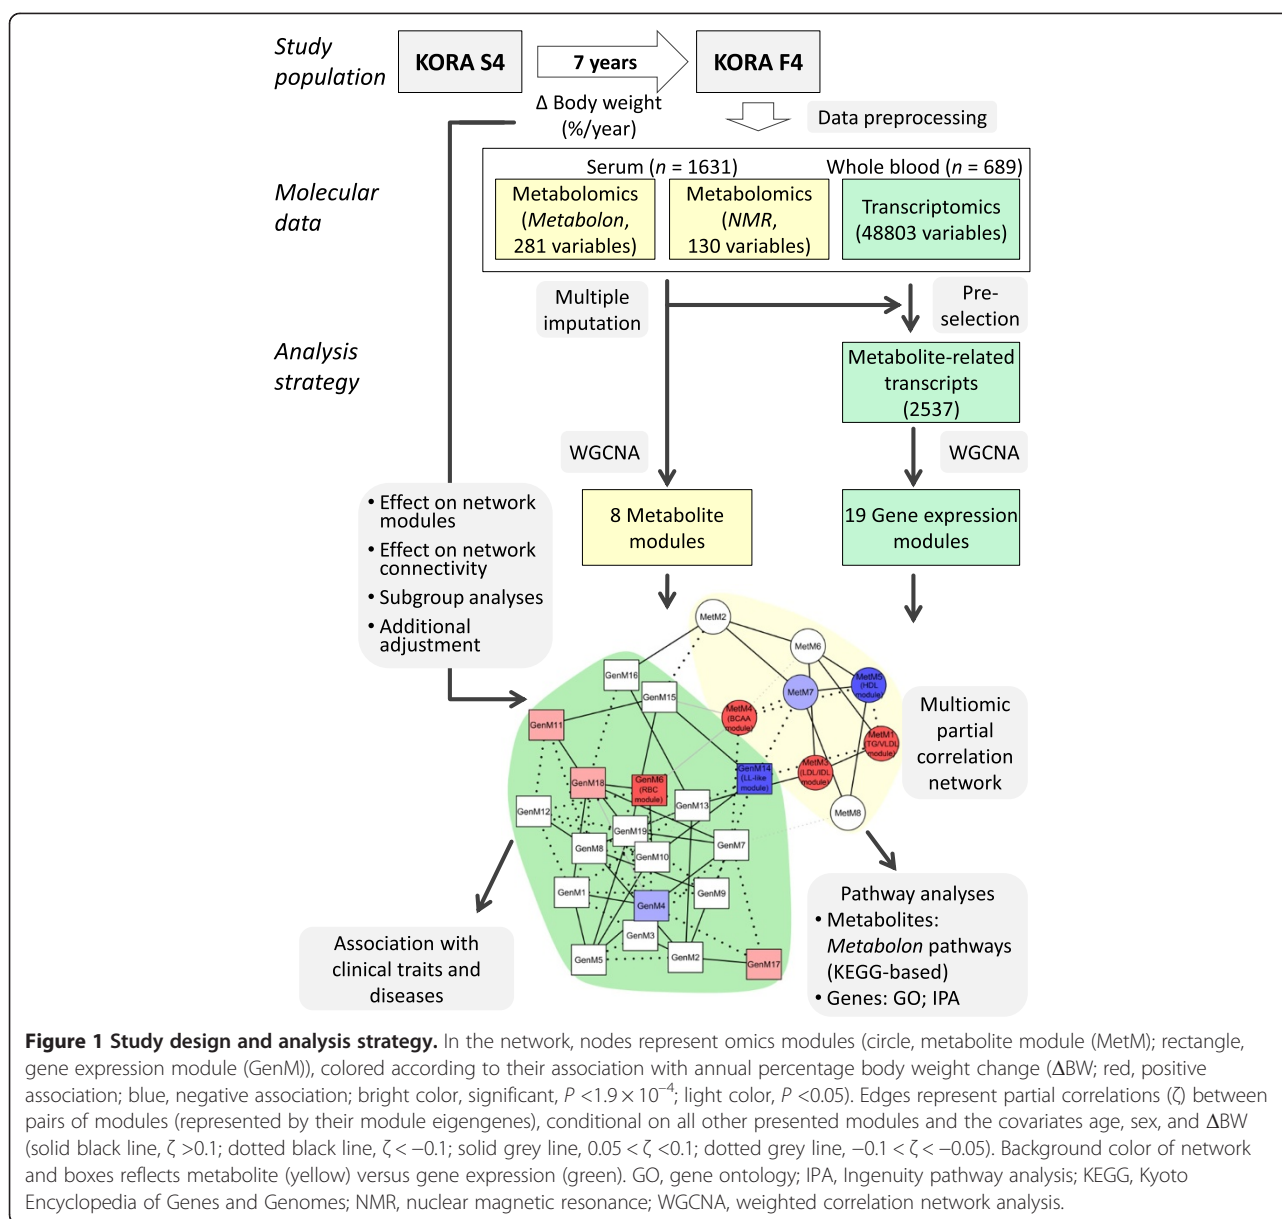 Study
population
KORA S4
7 years
KORA F4
Δ Body weight
(%/year)
Data preprocessing
Molecular
data
Serum (n = 1631)
Whole blood (n = 689)
Metabolomics
(Metabolon,
281 variables)
Metabolomics
(NMR,
130 variables)
Transcriptomics
(48803 variables)
Multiple
imputation
Pre-
selection
Analysis
strategy
Metabolite-related
transcripts
(2537)
WGCNA
WGCNA
• Effect on network
modules
• Effect on network
connectivity
• Subgroup analyses
• Additional
adjustment
8 Metabolite
modules
19 Gene expression
modules
MetM2
MetM6
GenM16
GenM15
MetM7
MetM5
(HDL
module)
MetM4
(BCAA
module)
GenM11
MetM1
(TG/VLDL
module)
Multiomic
partial
correlation
network
GenM18
GenM6
(RBC
module)
GenM14
(LL-like
module)
MetM3
(LDL/IDL
module)
GenM12
GenM13
MetM8
GenM19
GenM8
GenM10
GenM7
GenM1
GenM9
GenM4
GenM3
GenM5
GenM2
GenM17
Association with
clinical traits and
diseases
Pathway analyses
• Metabolites:
Metabolon pathways
(KEGG-based)
• Genes: GO; IPA
Figure 1 Study design and analysis strategy. In the network, nodes represent omics modules (circle, metabolite module (MetM); rectangle,
gene expression module (GenM)), colored according to their association with annual percentage body weight change (ΔBW; red, positive
association; blue, negative association; bright color, significant, P <1.9 × 10⁻⁴; light color, P <0.05). Edges represent partial correlations (ζ) between
pairs of modules (represented by their module eigengenes), conditional on all other presented modules and the covariates age, sex, and ΔBW
(solid black line, ζ >0.1; dotted black line, ζ < −0.1; solid grey line, 0.05 < ζ <0.1; dotted grey line, −0.1 < ζ < −0.05). Background color of network
and boxes reflects metabolite (yellow) versus gene expression (green). GO, gene ontology; IPA, Ingenuity pathway analysis; KEGG, Kyoto
Encyclopedia of Genes and Genomes; NMR, nuclear magnetic resonance; WGCNA, weighted correlation network analysis.